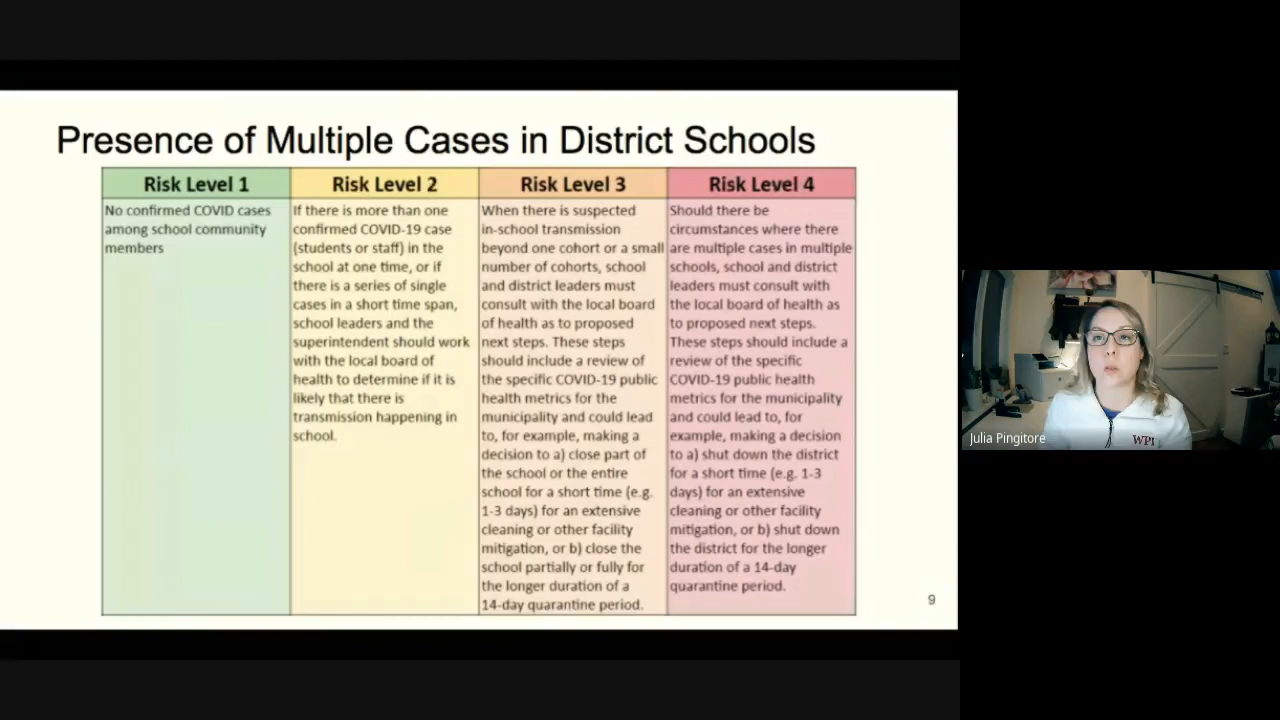 Presence of Multiple Cases in District Schools
Risk Level 1
No confirmed COVID cases
among school community
members
Risk Level 2
If there is more than one
confirmed COVID-19 case
(students or staff) in the
school at one time, or if
there is a series of single
cases in a short time span,
school leaders and the
superintendent should work
with the local board of
health to determine if it is
likely that there is
transmission happening in
school.
Risk Level 3
When there is suspected
in-school transmission
beyond one cohort or a small
number of cohorts, school
and district leaders must
consult with the local board
of health as to proposed
next steps. These steps
should include a review of
the specific COVID-19 public
health metrics for the
municipality and could lead
to, for example, making a
decision to a) close part of
the school or the entire
school for a short time (e.g.
1-3 days) for an extensive
cleaning or other facility
mitigation, or b) close the
school partially or fully for
the longer duration of a
14-day quarantine period.
Risk Level 4
Should there be
circumstances where there
are multiple cases in multiple
schools, school and district
leaders must consult with
the local board of health as
to proposed next steps.
These steps should include a
review of the specific
COVID-19 public health
metrics for the municipality
and could lead to, for
example, making a decision
to a) shut down the district
for a short time (e.g. 1-3
days) for an extensive
cleaning or other facility
mitigation, or b) shut down
the district for the longer
duration of a 14-day
quarantine period.
9
Julia Pingitore
WPI